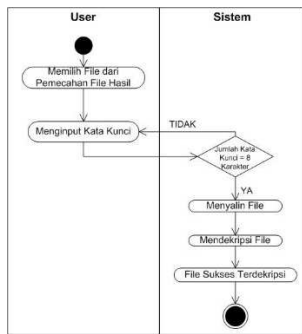 User
Sistem
Memilih File dari
Pemecahan File Hasil
TIDAK
Menginput Kata Kunci
Jumlah Kata
Kunci = 8
Karakter
YA
Menyalin File
Mendekripsi File
File Sukses Terdekripsi